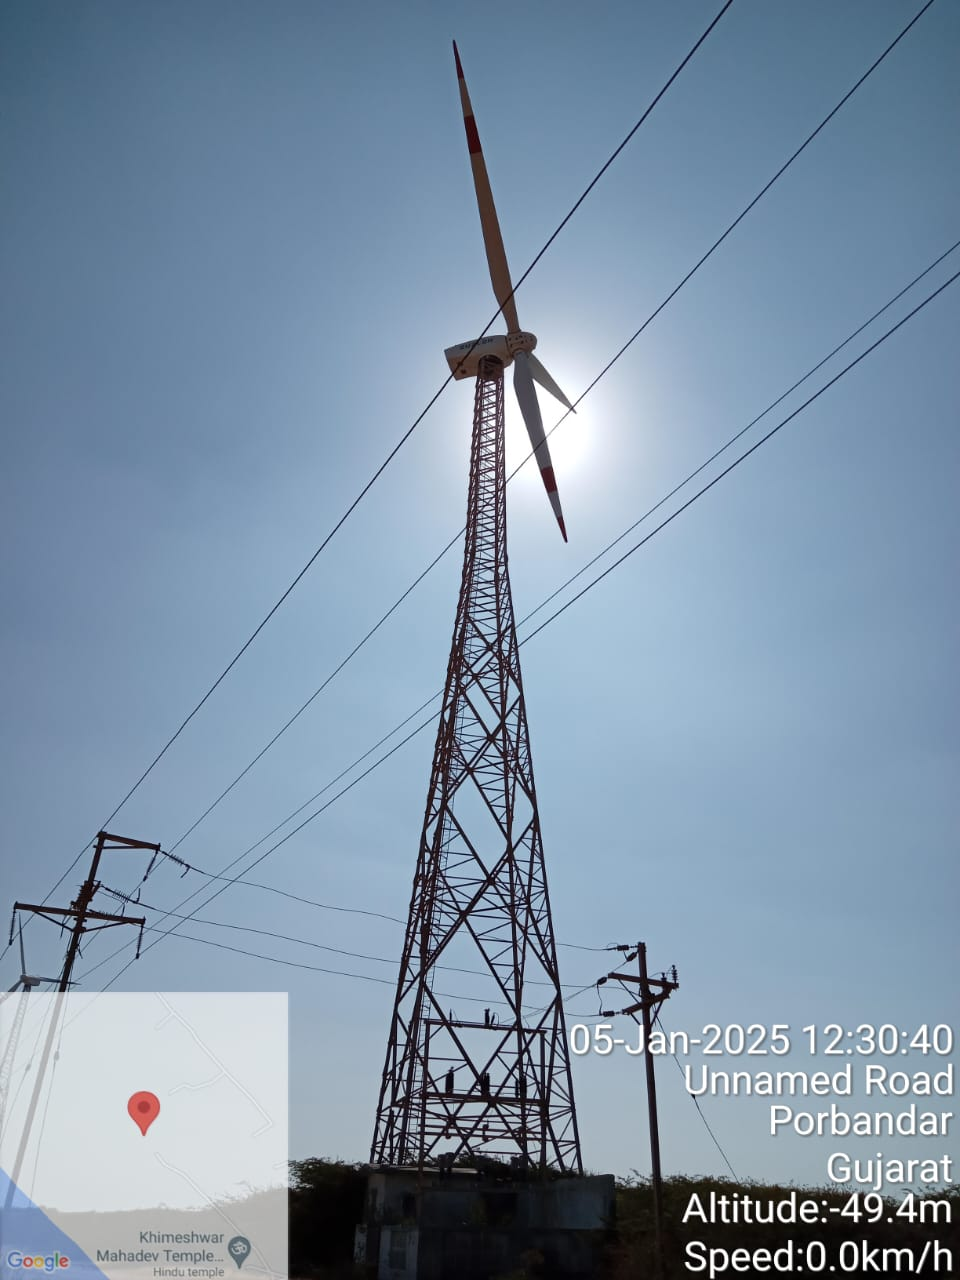 SUZLON
05-Jan-2025 12:30:40
Unnamed Road
Porbandar
Gujarat
Altitude:-49.4m
Speed:0.0km/h
Khimeshwar
Mahadev Temple...
Hindu temple
Google